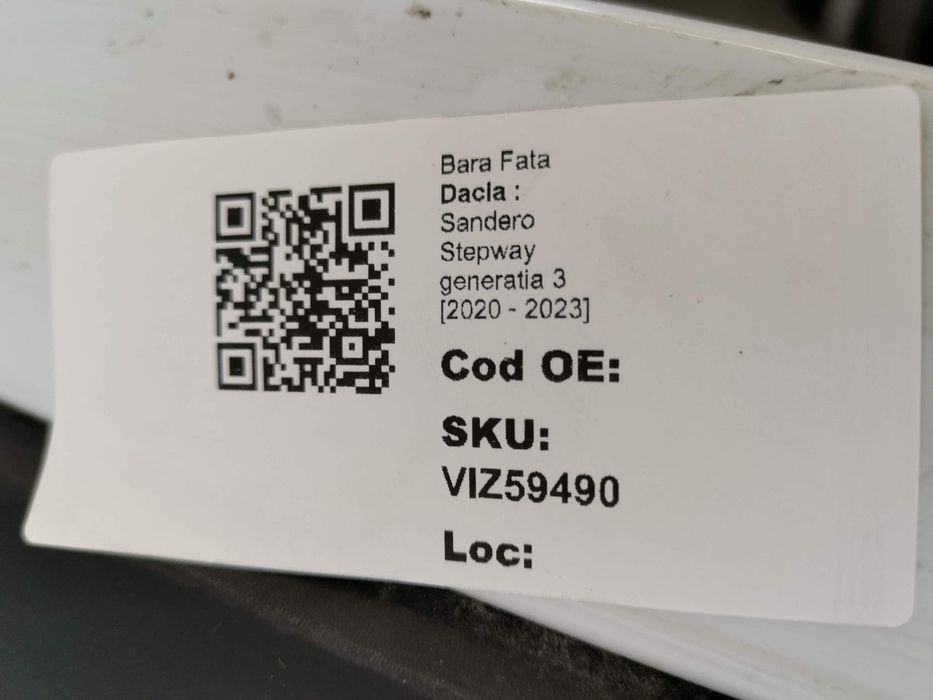 Bara Fata
Dacia :
Sandero
Stepway
generatia 3
[2020 - 2023]
Cod OE:
SKU:
VIZ59490
Loc: